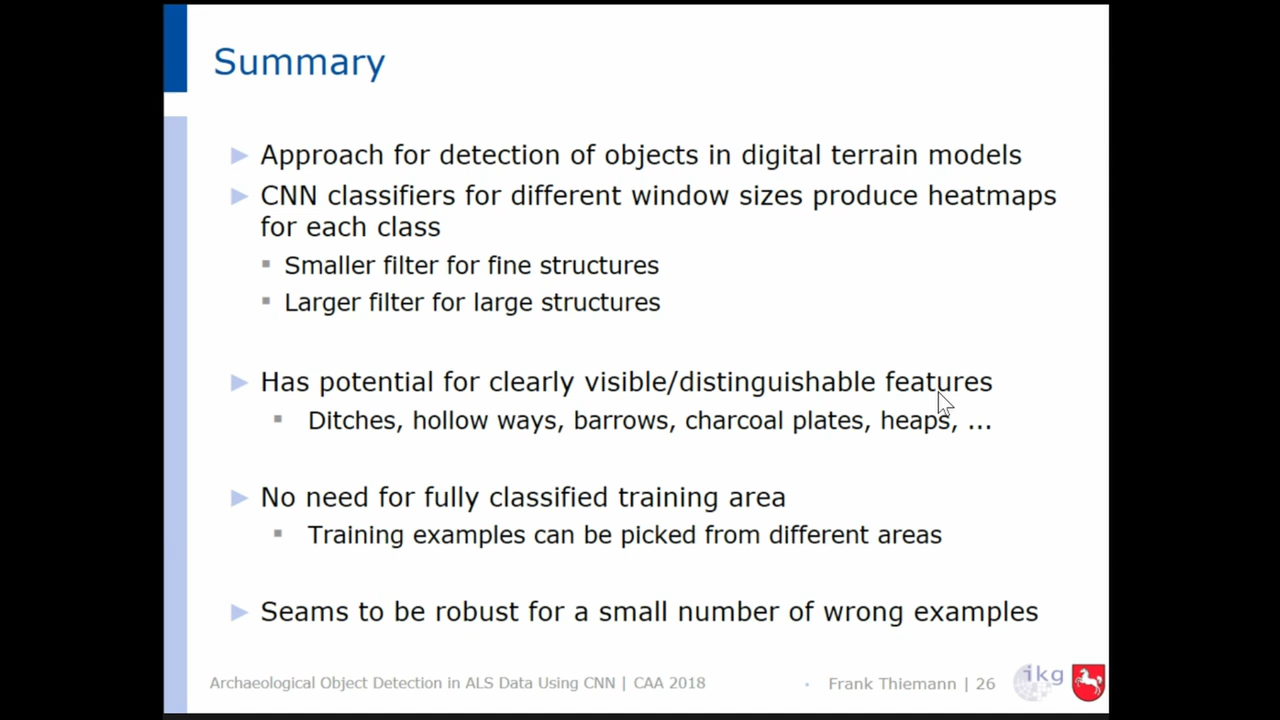 Summary
Approach for detection of objects in digital terrain models
CNN classifiers for different window sizes produce heatmaps
for each class
Smaller filter for fine structures
Larger filter for large structures
Has potential for clearly visible/distinguishable features
Ditches, hollow ways, barrows, charcoal plates, heaps, ...
No need for fully classified training area
Training examples can be picked from different areas
Seams to be robust for a small number of wrong examples
Archaeological Object Detection in ALS Data Using CNN | CAA 2018
Frank Thiemann | 26
ikg